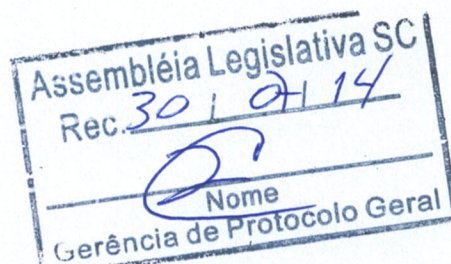 Assembléia Legislativa SC
Rec. 30 / 07 / 14
Nome
Gerência de Protocolo Geral